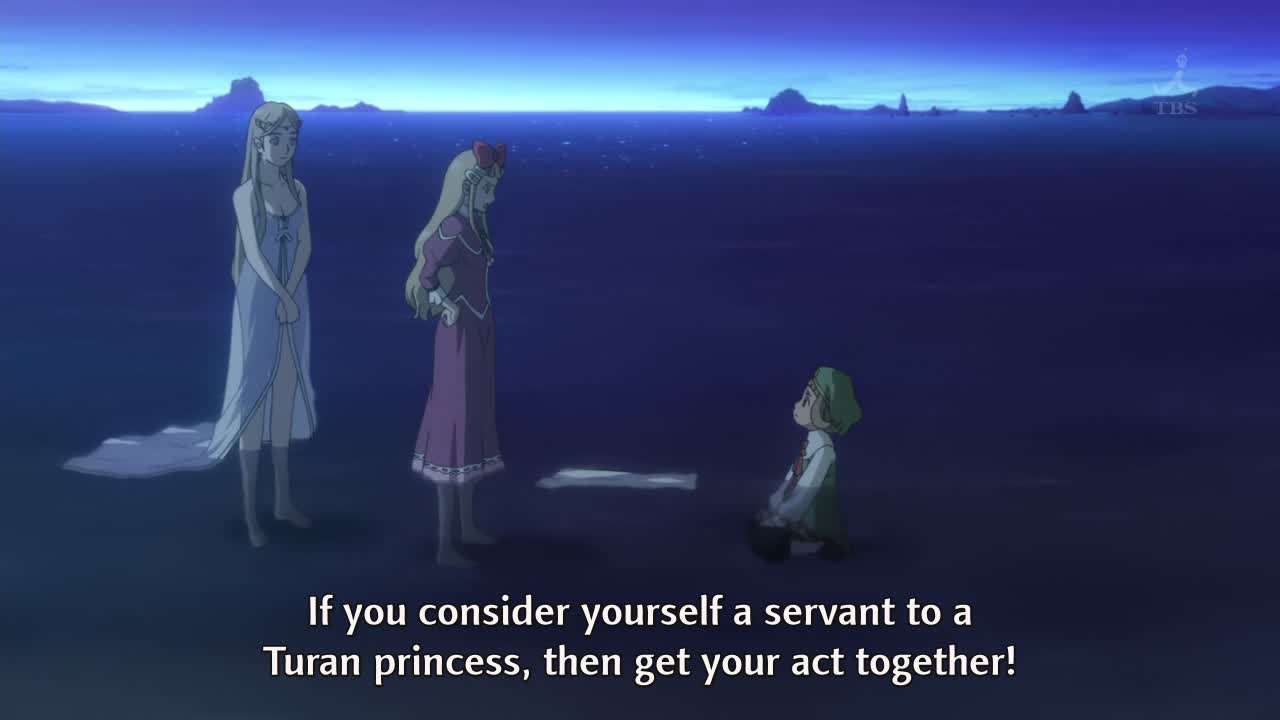 TBS
If you consider yourself a servant to a
Turan princess, then get your act together!